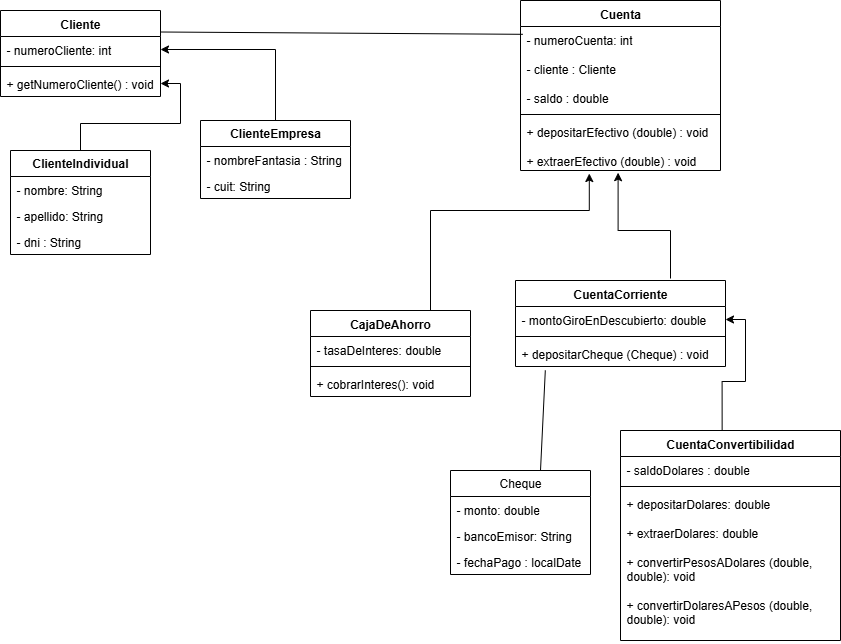 Cliente
- numeroCliente: int
+ getNumeroCliente() : void
Cuenta
- numeroCuenta: int
- cliente : Cliente
- saldo : double
+ depositarEfectivo (double) : void
+ extraerEfectivo (double) : void
ClienteEmpresa
- nombreFantasia : String
- cuit: String
ClienteIndividual
- nombre: String
- apellido: String
- dni : String
CajaDeAhorro
- tasaDeInteres: double
+ cobrarInteres(): void
CuentaCorriente
- montoGiroEnDescubierto: double
+ depositarCheque (Cheque) : void
Cheque
- monto: double
- bancoEmisor: String
- fechaPago : localDate
CuentaConvertibilidad
- saldoDolares : double
+ depositarDolares: double
+ extraerDolares: double
+ convertirPesosADolares (double,
double): void
+ convertirDolaresAPesos (double,
double): void